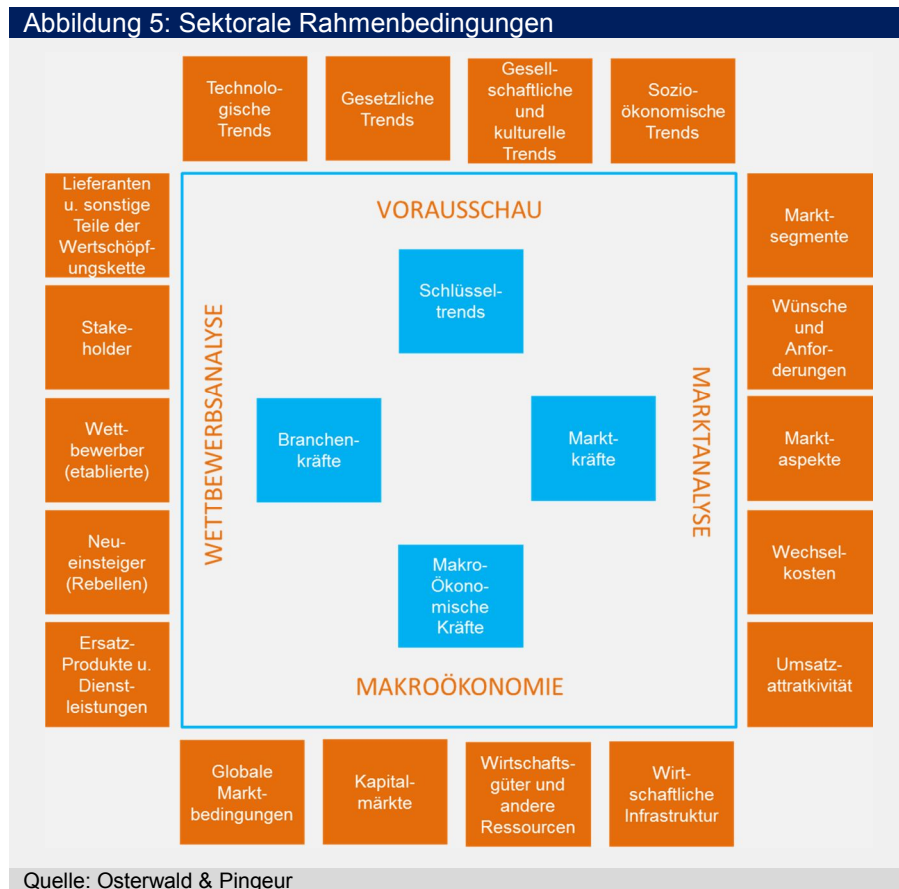 Abbildung 5: Sektorale Rahmenbedingungen
Technolo-
gische
Trends
Gesetzliche
Trends
Gesell-
schaftliche
und
kulturelle
Trends
Sozio-
ökonomische
Trends
Lieferanten
u. sonstige
Teile der
Wertschöpf-
ungskette
Stake-
holder
Wett-
bewerber
(etablierte)
Neu-
einsteiger
(Rebellen)
Ersatz-
Produkte u.
Dienst-
leistungen
WETTBEWERBSANALYSE
VORAUSSCHAU
Schlüssel-
trends
Branchen-
kräfte
Markt-
kräfte
Makro-
Ökono-
mische
Kräfte
MAKROÖKONOMIE
MARKTANALYSE
Markt-
segmente
Wünsche
und
Anfor-
derungen
Markt-
aspekte
Wechsel-
kosten
Umsatz-
attratkivität
Globale
Markt-
bedingungen
Kapital-
märkte
Wirtschafts-
güter und
andere
Ressourcen
Wirt-
schaftliche
Infrastruktur
Quelle: Osterwald & Pingeur